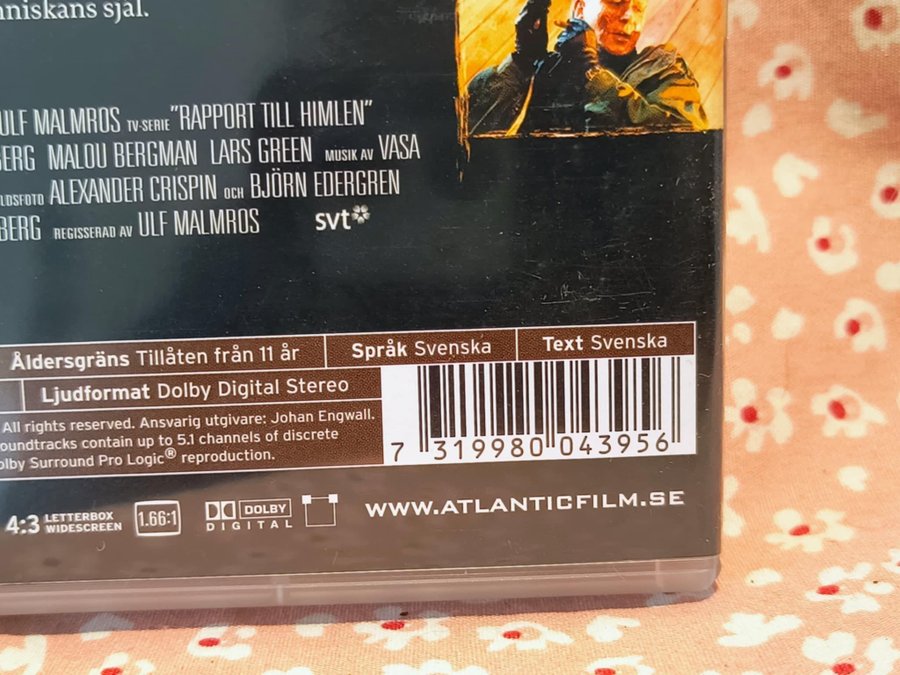 nniskans själ.
ULF MALMROS TV-SERIE "RAPPORT TILL HIMLEN"
BERG MALOU BERGMAN LARS GREEN MUSIK AV VASA
LDSFOTO ALEXANDER CRISPIN OCH BJÖRN EDERGREN
BERG REGISSERAD AV ULF MALMROS svt
Åldersgräns Tillåten från 11 år Språk Svenska Text Svenska
Ljudformat Dolby Digital Stereo
All rights reserved. Ansvarig utgivare: Johan Engwall.
oundtracks contain up to 5.1 channels of discrete
olby Surround Pro Logic® reproduction.
7 319980 043956
4:3 LETTERBOX WIDESCREEN 1.66:1 DOLBY DIGITAL WWW.ATLANTICFILM.SE